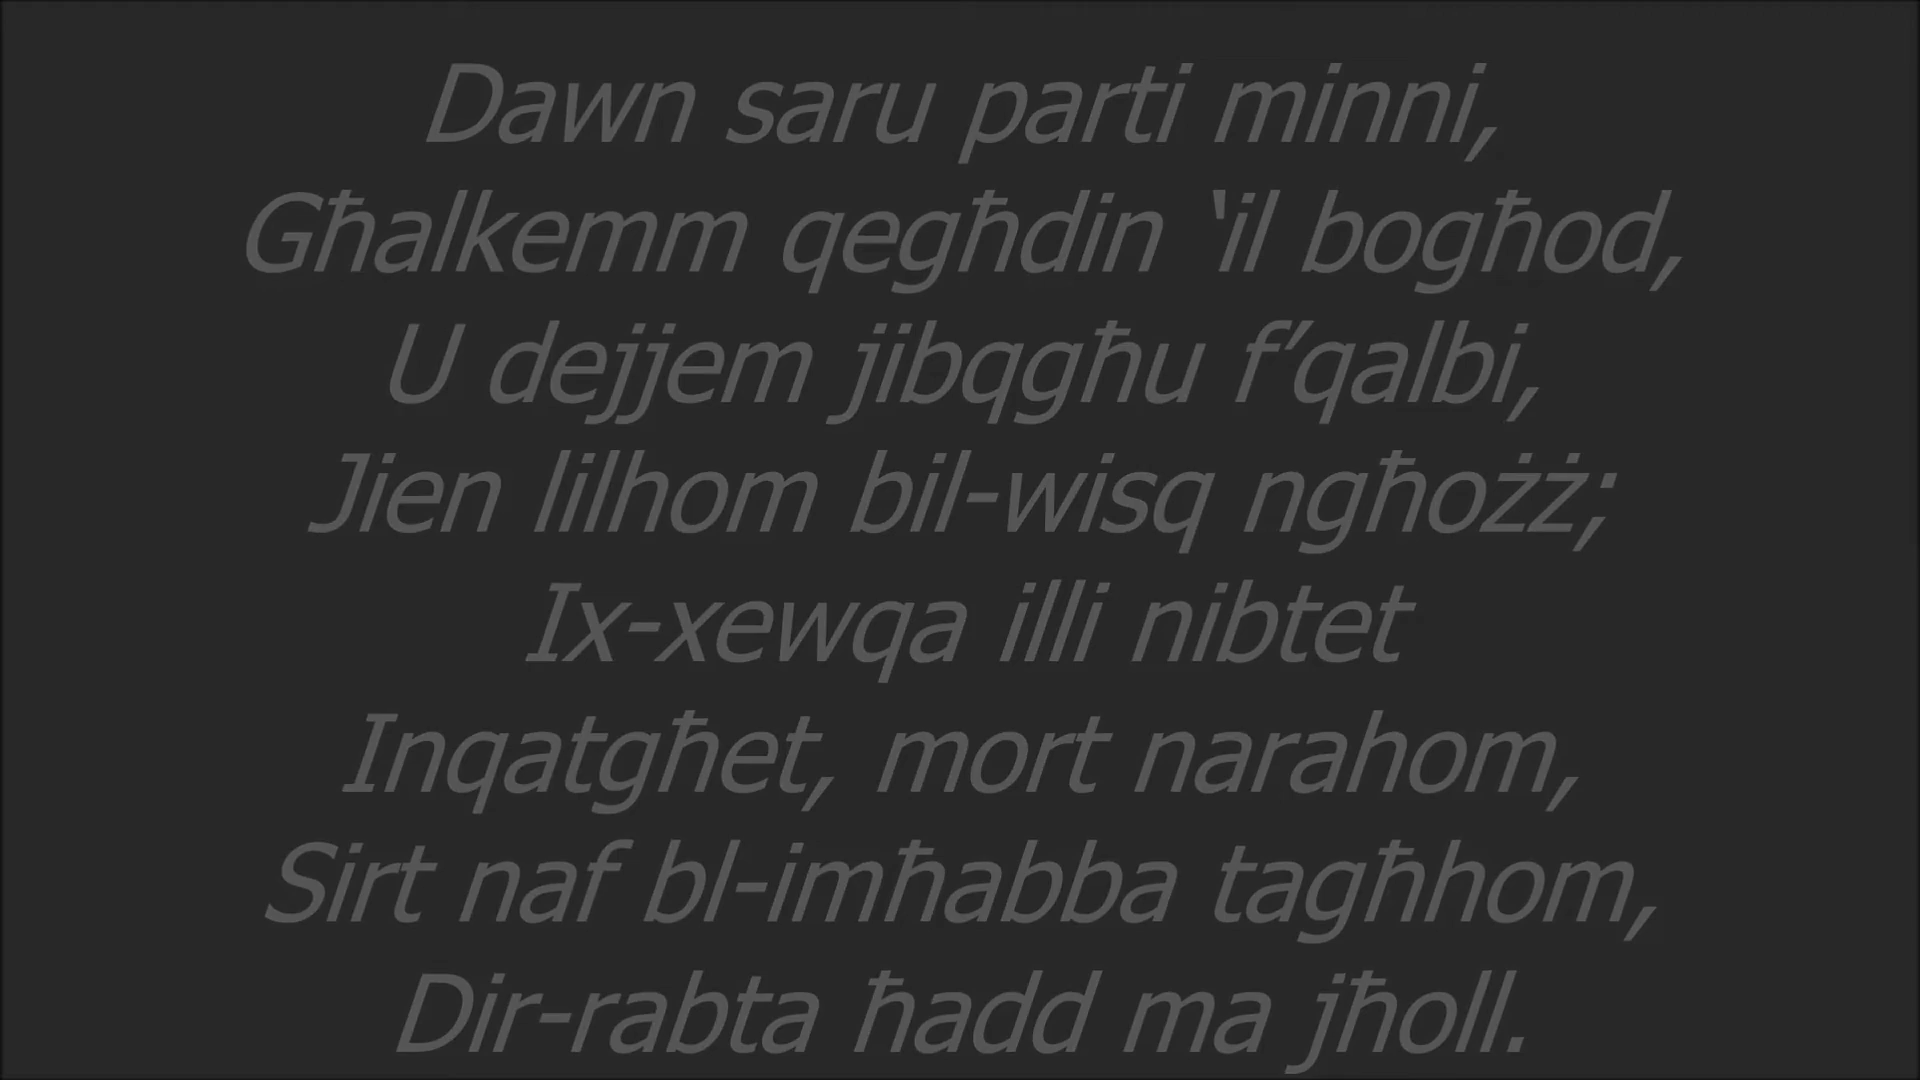 Dawn saru parti minni,
Għalkemm qegħdin ‘il bogħod,
U dejjem jibqgħu f’qalbi,
Jien lilhom bil-wisq ngħożż;
Ix-xewqa illi nibtet
Inqatgħet, mort narahom,
Sirt naf bl-imħabba tagħhom,
Dir-rabta ħadd ma jħoll.